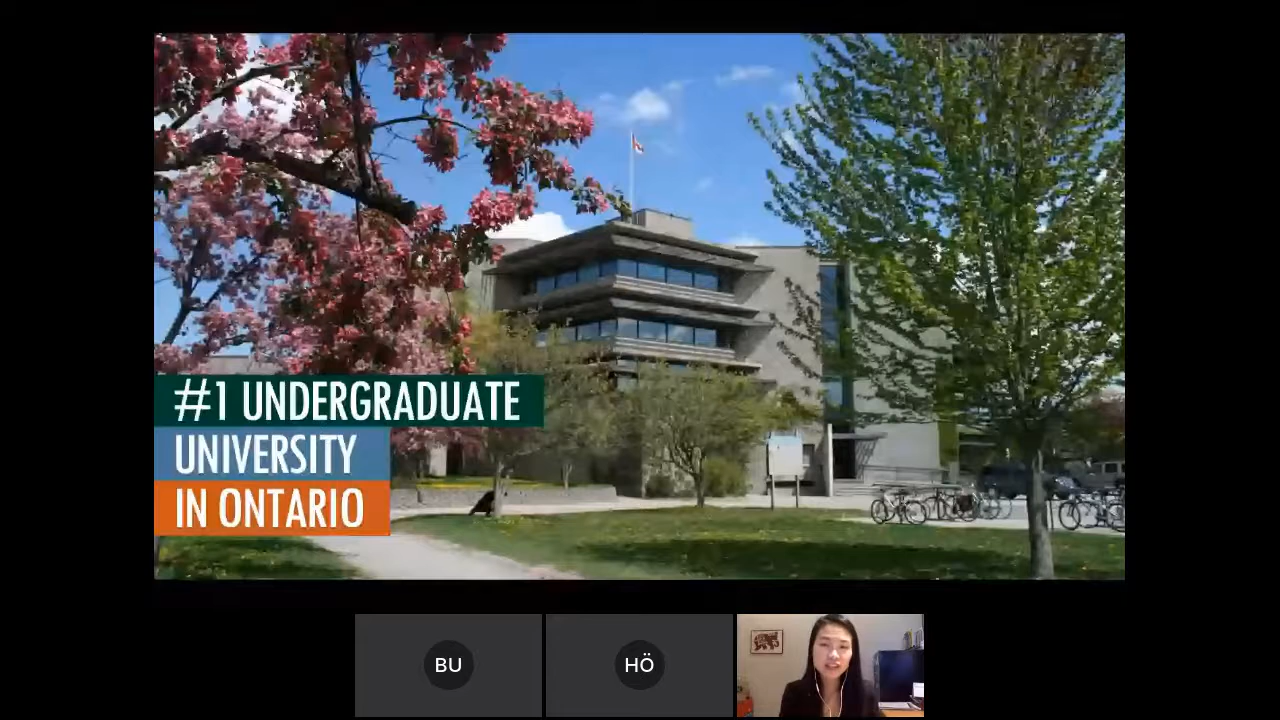 #1 UNDERGRADUATE
UNIVERSITY
IN ONTARIO
BU
HÖ